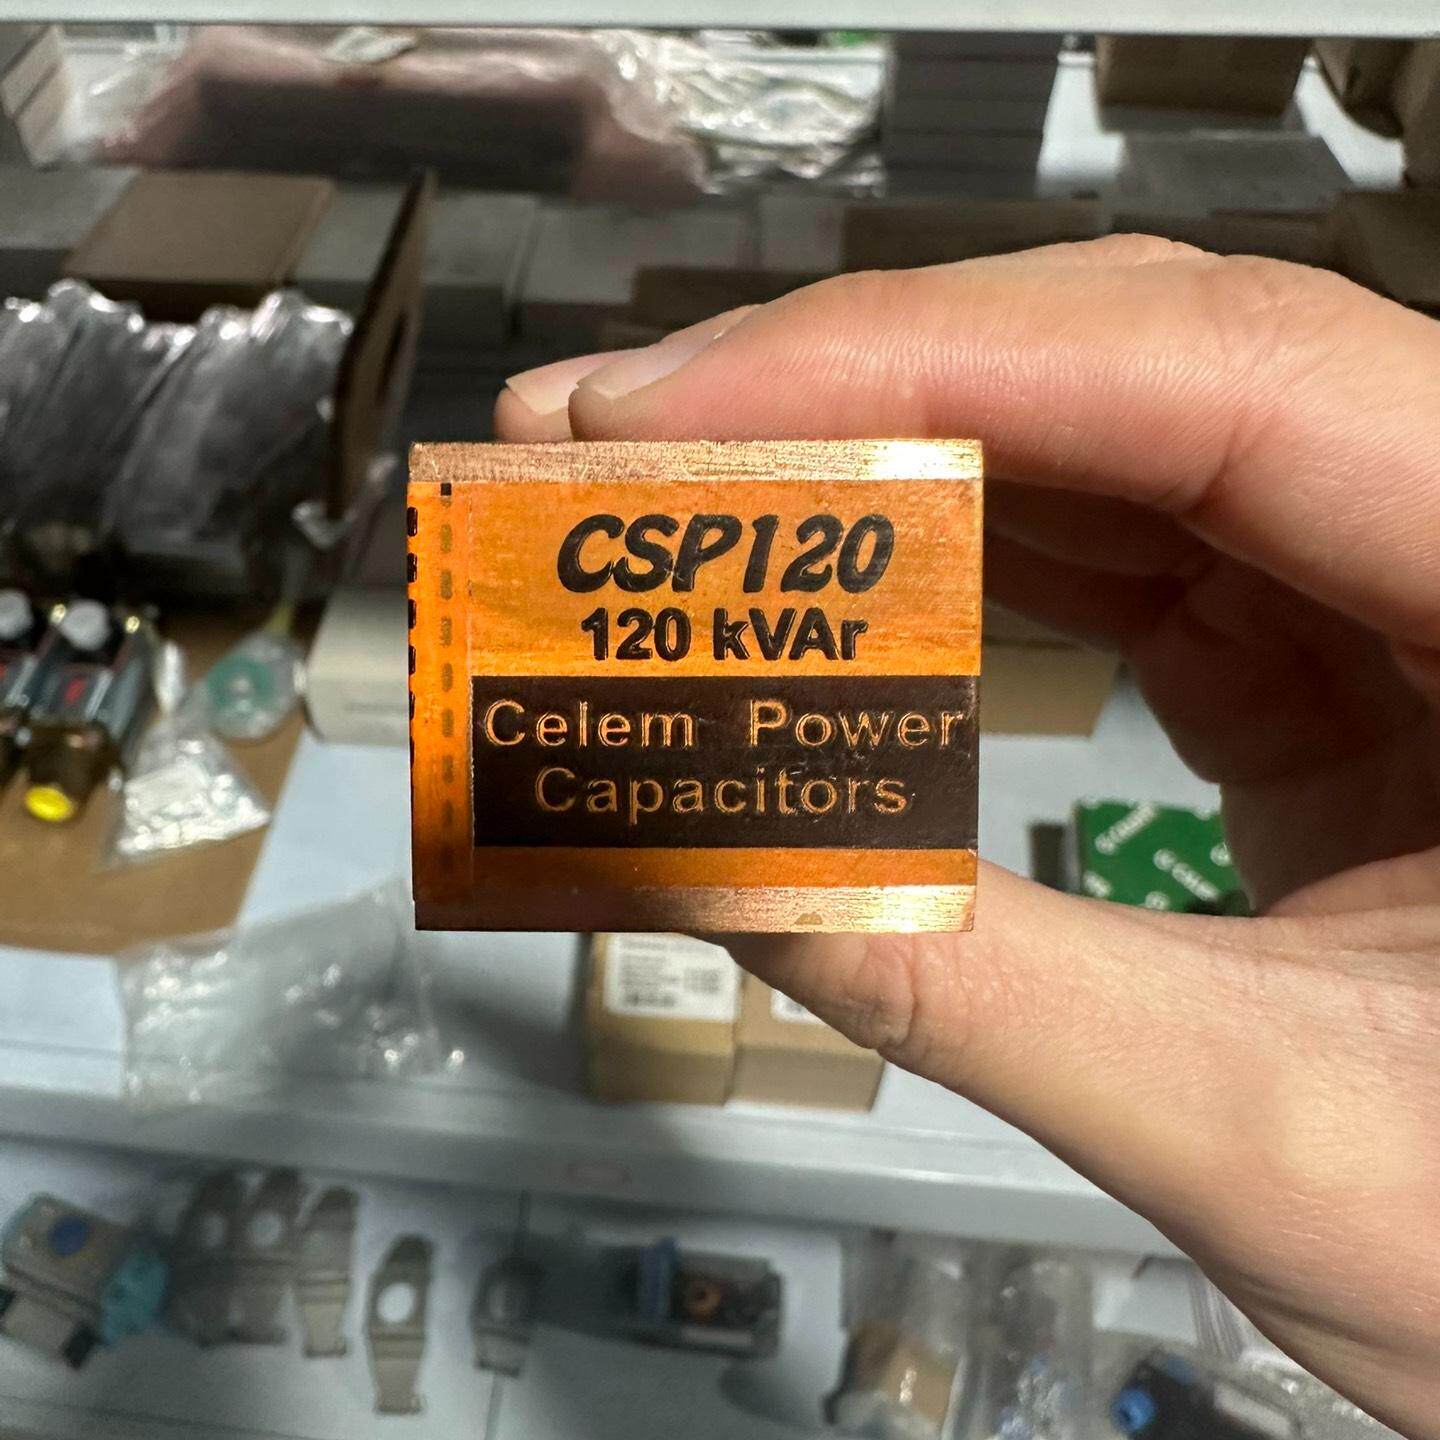 CSP120
120 kVAr
Celem Power
Capacitors